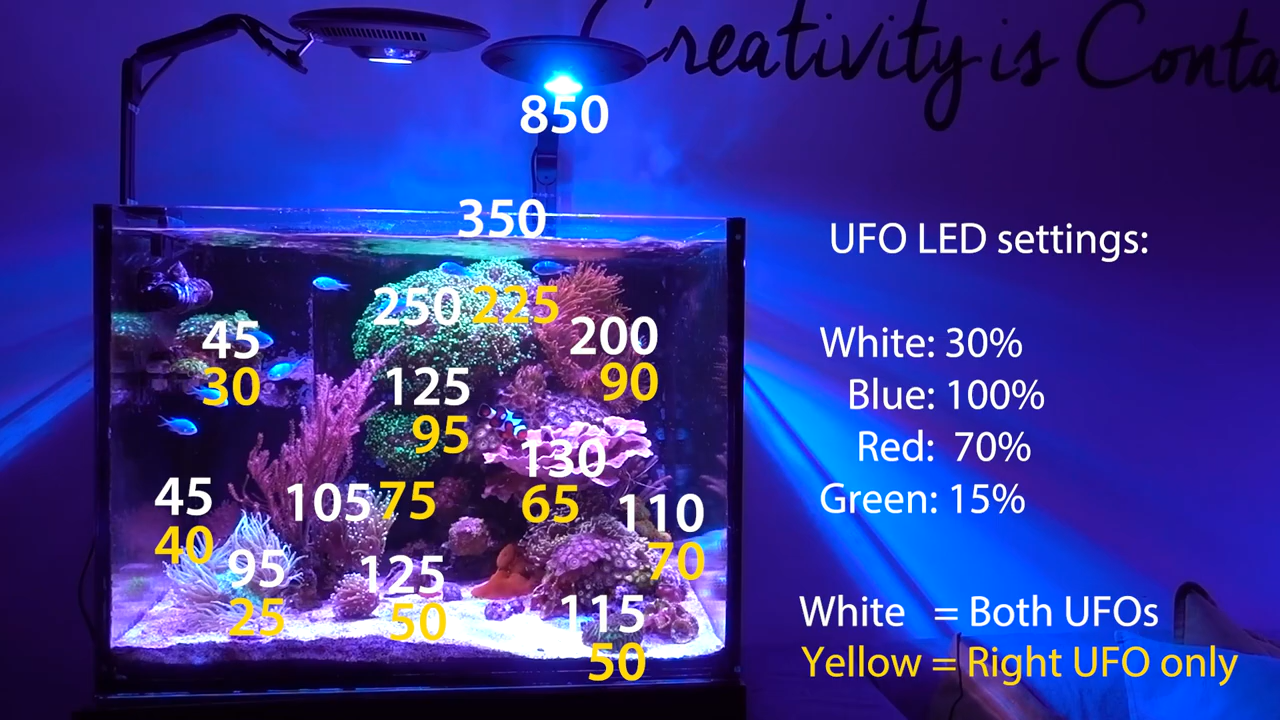 Creativity is Conta
850
350
250 225
45
30
200
90
125
95
130
65
45
40
105 75
110
70
95
25
125
50
115
50
UFO LED settings:
White: 30%
Blue: 100%
Red: 70%
Green: 15%
White = Both UFOs
Yellow = Right UFO only